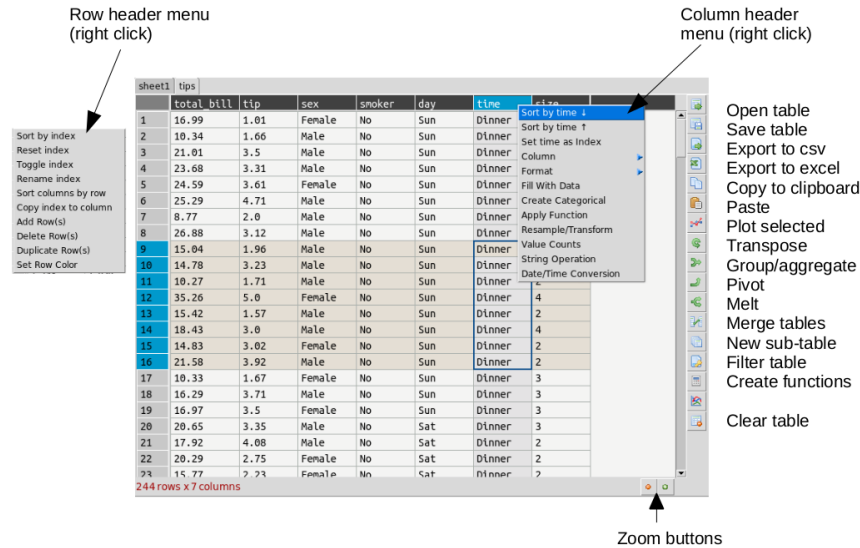 Row header menu
(right click)
Column header
menu (right click)
sheet1 tips
total_bill tip sex smoker day time size
1 16.99 1.01 Female No Sun Dinner
2 10.34 1.66 Male No Sun Dinner
3 21.01 3.5 Male No Sun Dinner
4 23.68 3.31 Male No Sun Dinner
5 24.59 3.61 Female No Sun Dinner
6 25.29 4.71 Male No Sun Dinner
7 8.77 2.0 Male No Sun Dinner
8 26.88 3.12 Male No Sun Dinner
9 15.04 1.96 Male No Sun Dinner
10 14.78 3.23 Male No Sun Dinner
11 10.27 1.71 Male No Sun Dinner 2
12 35.26 5.0 Female No Sun Dinner 4
13 15.42 1.57 Male No Sun Dinner 2
14 18.43 3.0 Male No Sun Dinner 4
15 14.83 3.02 Female No Sun Dinner 2
16 21.58 3.92 Male No Sun Dinner 2
17 10.33 1.67 Female No Sun Dinner 3
18 16.29 3.71 Male No Sun Dinner 3
19 16.97 3.5 Female No Sun Dinner 3
20 20.65 3.35 Male No Sat Dinner 3
21 17.92 4.08 Male No Sat Dinner 2
22 20.29 2.75 Female No Sat Dinner 2
23 15.77 2.23 Female No Sat Dinner 2
244 rows x 7 columns
Sort by index
Reset index
Toggle index
Rename index
Sort columns by row
Copy index to column
Add Row(s)
Delete Row(s)
Duplicate Row(s)
Set Row Color
Sort by time ↓
Sort by time ↑
Set time as Index
Column
Format
Fill With Data
Create Categorical
Apply Function
Resample/Transform
Value Counts
String Operation
Date/Time Conversion
Open table
Save table
Export to csv
Export to excel
Copy to clipboard
Paste
Plot selected
Transpose
Group/aggregate
Pivot
Melt
Merge tables
New sub-table
Filter table
Create functions
Clear table
Zoom buttons